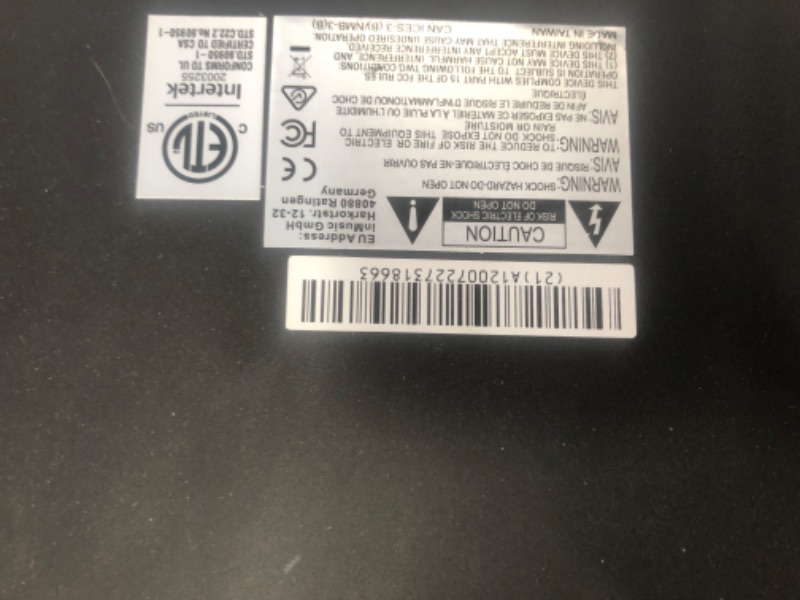 (21)A12007227318663
CAUTION
RISK OF ELECTRIC SHOCK
DO NOT OPEN
WARNING: SHOCK HAZARD-DO NOT OPEN
AVIS: RISQUE DE CHOC ÉLECTRIQUE-NE PAS OUVRIR
WARNING: TO REDUCE THE RISK OF FIRE OR ELECTRIC
SHOCK DO NOT EXPOSE THIS EQUIPMENT TO
RAIN OR MOISTURE
AVIS: NE PAS EXPOSER CE MATERIEL A LA PLUIE OU L'HUMIDITE
AFIN DE REDUIRE LE RISQUE D'INFLAMMATIONOU DE CHOC
ÉLECTRIQUE
THIS DEVICE COMPLIES WITH PART 15 OF THE FCC RULES
OPERATION IS SUBJECT TO THE FOLLOWING TWO CONDITIONS:
(1) THIS DEVICE MAY NOT CAUSE HARMFUL INTERFERENCE, AND
(2) THIS DEVICE MUST ACCEPT ANY INTERFERENCE RECEIVED,
INCLUDING INTERFERENCE THAT MAY CAUSE UNDESIRED OPERATION.
MADE IN TAIWAN CAN ICES-3 (B)/NMB-3(B)
EU Address:
inMusic GmbH
Harkortstr. 12-32
40880 Ratingen
Germany
CE
FC
C ETL US
LISTED
Intertek
2003255
CONFORMS TO UL
STD.60950-1
CERTIFIED TO CSA
STD.C22.2 No.60950-1